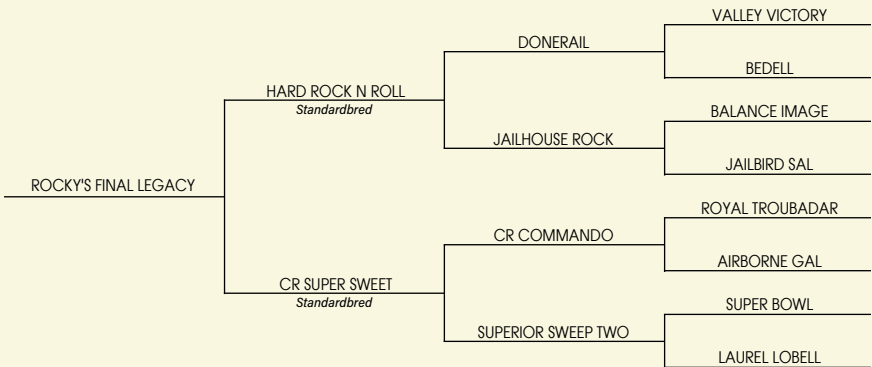 VALLEY VICTORY
DONERAIL
BEDELL
HARD ROCK N ROLL
Standardbred
BALANCE IMAGE
JAILHOUSE ROCK
JAILBIRD SAL
ROCKY'S FINAL LEGACY
ROYAL TROUBADAR
CR COMMANDO
AIRBORNE GAL
CR SUPER SWEET
Standardbred
SUPER BOWL
SUPERIOR SWEEP TWO
LAUREL LOBELL